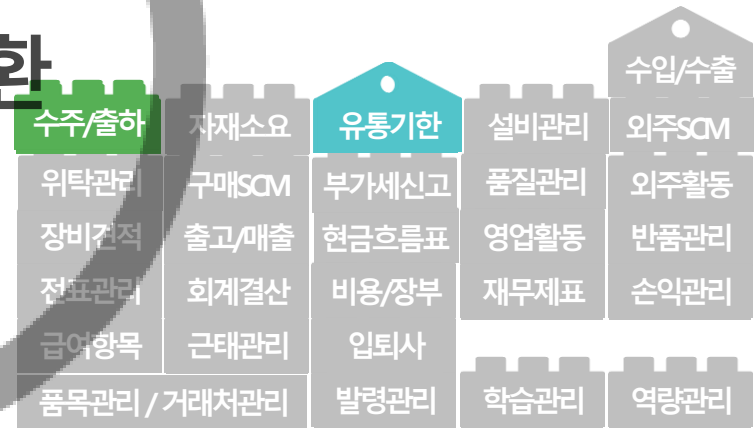 환
수입/수출
수주/출하 자재소요 유통기한 설비관리 외주SCM
위탁관리 구매SCM 부가세신고 품질관리 외주활동
장비견적 출고/매출 현금흐름표 영업활동 반품관리
전표관리 회계결산 비용/장부 재무제표 손익관리
급여항목 근태관리 입퇴사
품목관리 / 거래처관리 발령관리 학습관리 역량관리